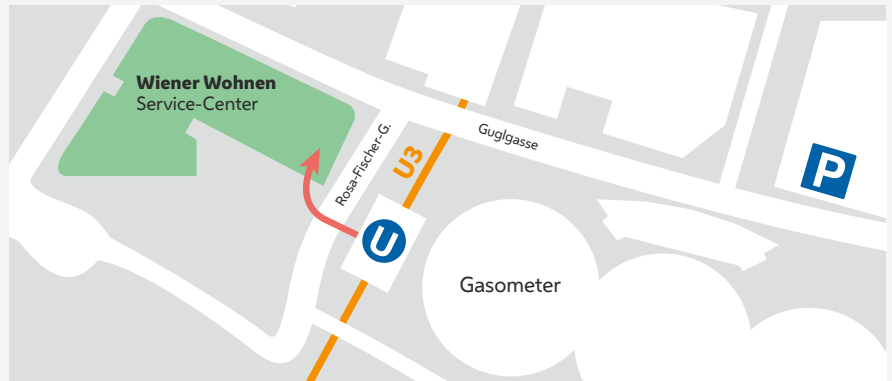 Wiener Wohnen
Service-Center
Rosa-Fischer-G.
U3
Guglgasse
P
U
Gasometer